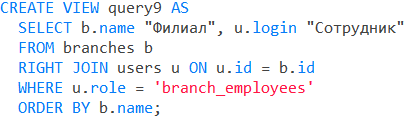 CREATE VIEW query9 AS
SELECT b.name "Филиал", u.login "Сотрудник"
FROM branches b
RIGHT JOIN users u ON u.id = b.id
WHERE u.role = 'branch_employees'
ORDER BY b.name;